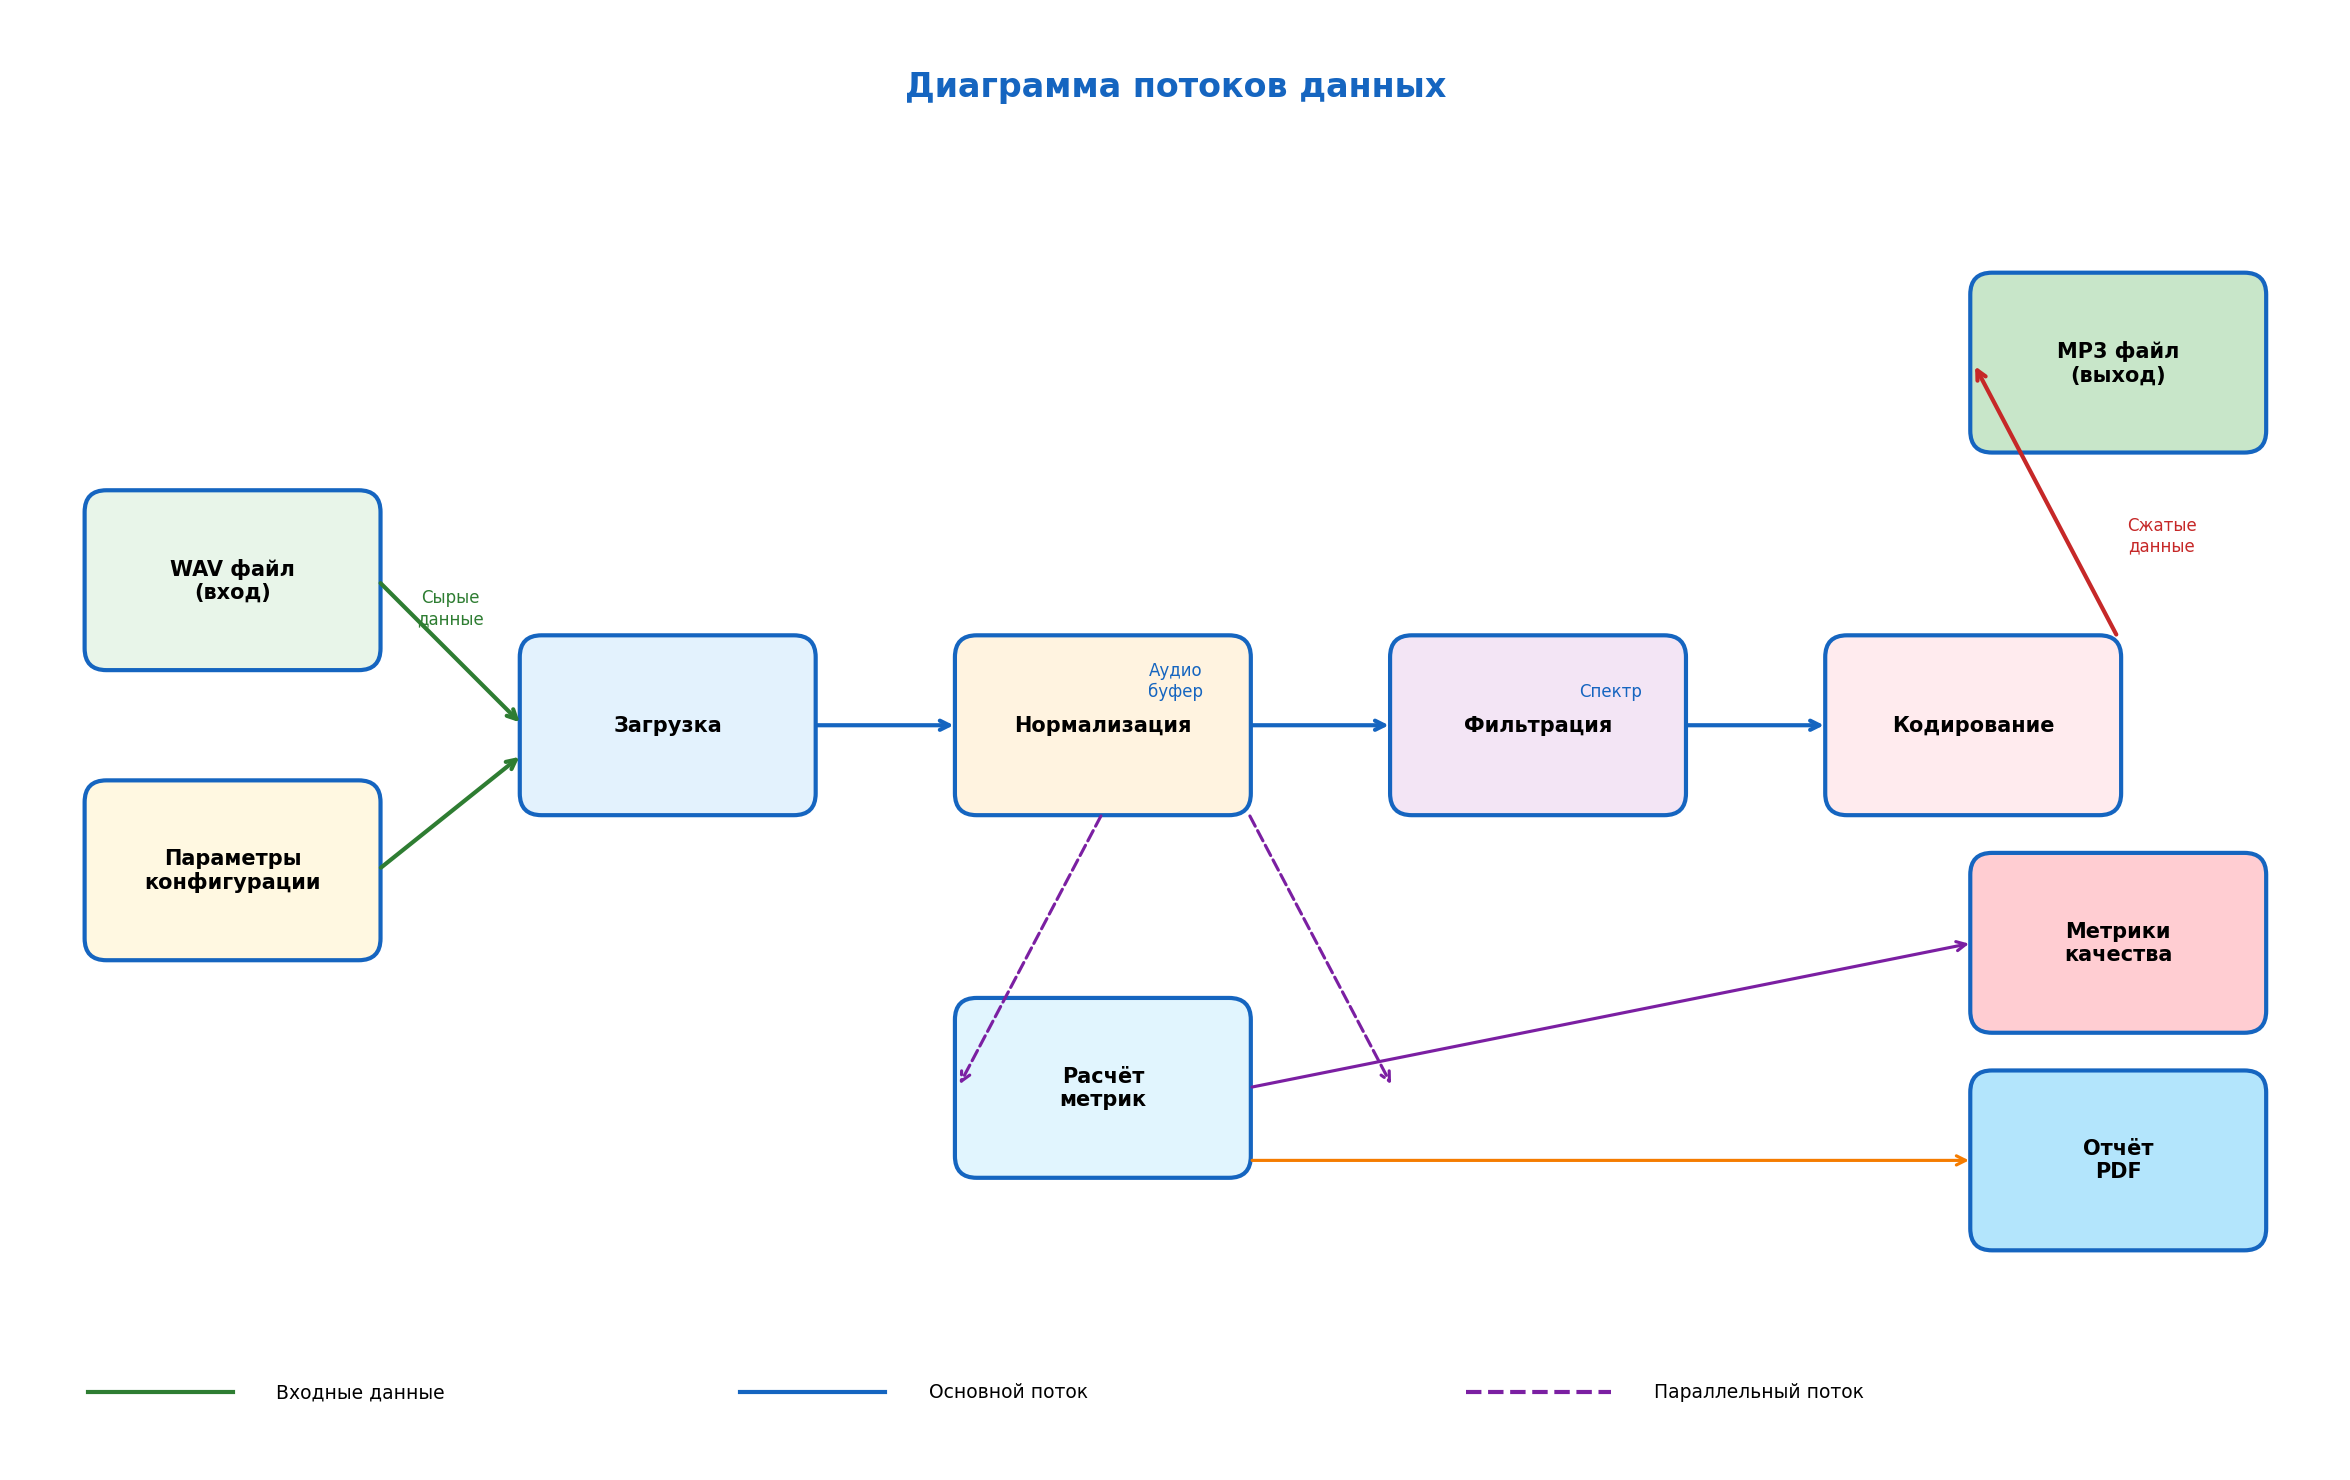 Диаграмма потоков данных
MP3 файл
(выход)
Сжатые
данные
WAV файл
(вход)
Сырые
данные
Параметры
конфигурации
Загрузка
Аудио
буфер
Нормализация
Спектр
Фильтрация
Кодирование
Расчёт
метрик
Метрики
качества
Отчёт
PDF
Входные данные
Основной поток
Параллельный поток